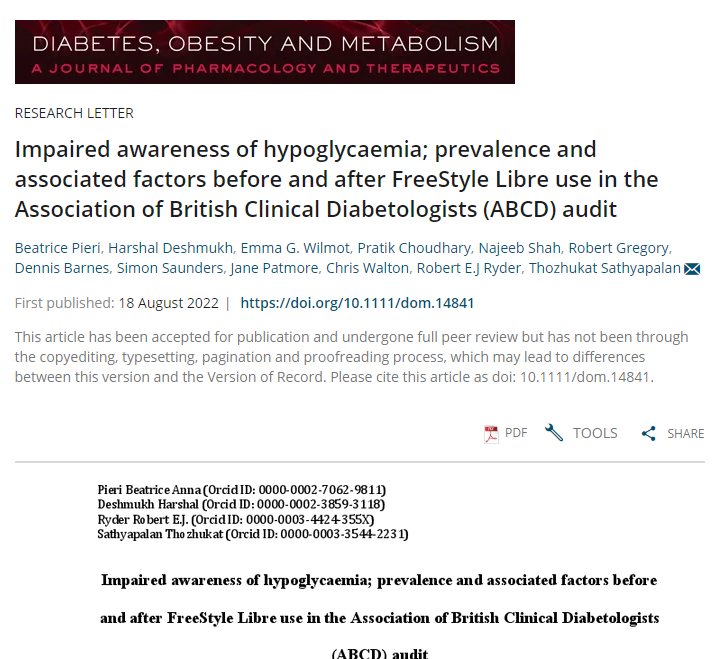 DIABETES, OBESITY AND METABOLISM
A JOURNAL OF PHARMACOLOGY AND THERAPEUTICS
RESEARCH LETTER
Impaired awareness of hypoglycaemia; prevalence and
associated factors before and after FreeStyle Libre use in the
Association of British Clinical Diabetologists (ABCD) audit
Beatrice Pieri, Harshal Deshmukh, Emma G. Wilmot, Pratik Choudhary, Najeeb Shah, Robert Gregory,
Dennis Barnes, Simon Saunders, Jane Patmore, Chris Walton, Robert E.J Ryder, Thozhukat Sathyapalan
First published: 18 August 2022 | https://doi.org/10.1111/dom.14841
This article has been accepted for publication and undergone full peer review but has not been through
the copyediting, typesetting, pagination and proofreading process, which may lead to differences
between this version and the Version of Record. Please cite this article as doi: 10.1111/dom.14841.
PDF TOOLS SHARE
Pieri Beatrice Anna (Orcid ID: 0000-0002-7062-9811)
Deshmukh Harshal (Orcid ID: 0000-0002-3859-3118)
Ryder Robert E.J. (Orcid ID: 0000-0003-4424-355X)
Sathyapalan Thozhukat (Orcid ID: 0000-0003-3544-2231)
Impaired awareness of hypoglycaemia; prevalence and associated factors before
and after FreeStyle Libre use in the Association of British Clinical Diabetologists
(ABCD) audit